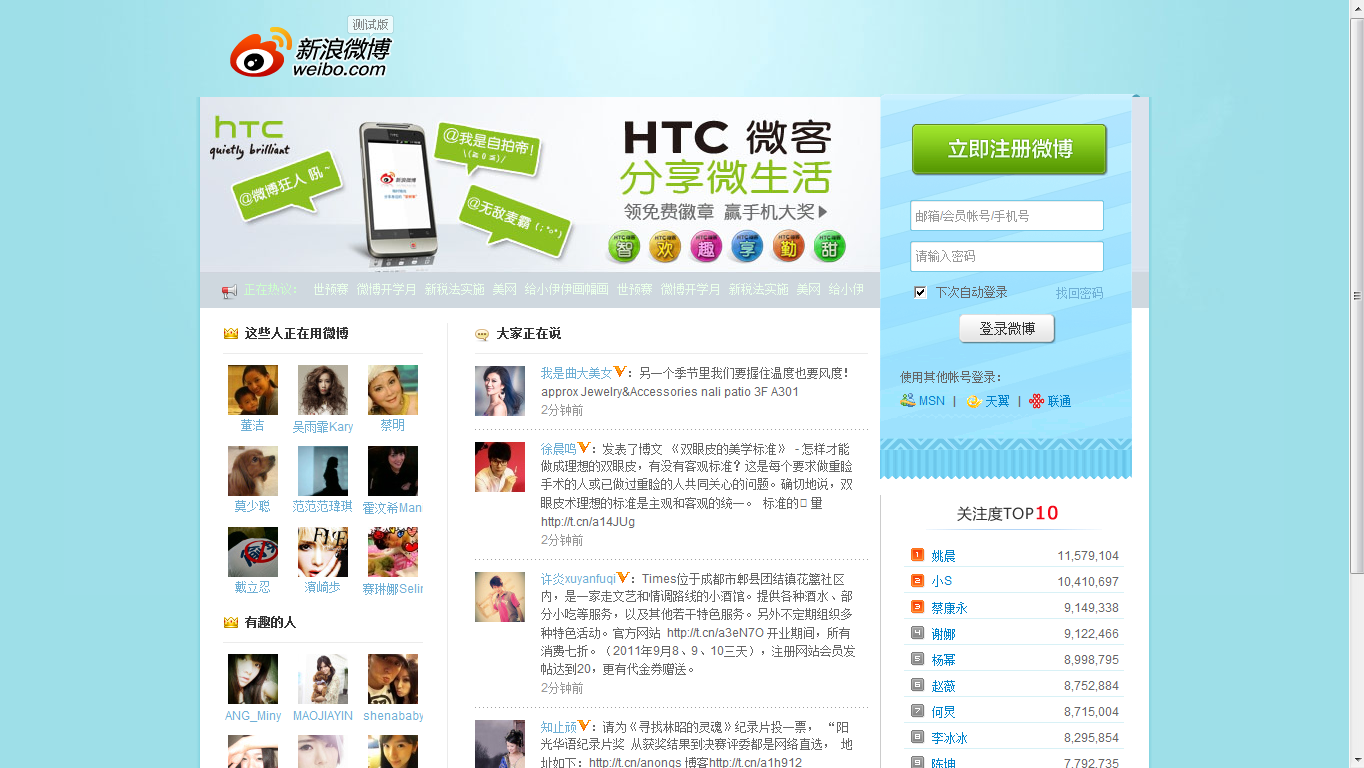 测试版
新浪微博
weibo.com
htc
quietly brilliant
@微博狂人 吼~
新浪微博
@我是自拍帝!
@无敌麦霸
HTC 微客
分享微生活
领免费徽章 赢手机大奖
智 欢 趣 享 勤 甜
正在热议: 世预赛 微博开学月 新税法实施 美网 给小伊伊画幅画 世预赛 微博开学月 新税法实施 美网 给小伊
立即注册微博
邮箱/会员帐号/手机号
请输入密码
下次自动登录 找回密码
登录微博
使用其他帐号登录:
MSN | 天翼 | 联通
这些人正在用微博
董洁 吴雨霏Kary 蔡明
莫少聪 范范范瑋琪 霍汶希Man
戴立忍 濱崎步 赛琳娜Selir
有趣的人
ANG_Miny MAOJIAYIN shenababy
大家正在说
我是曲大美女:另一个季节里我们要握住温度也要风度!
approx Jewelry&Accessories nali patio 3F A301
2分钟前
徐晨鸣:发表了博文 《双眼皮的美学标准》 - 怎样才能
做成理想的双眼皮,有没有客观标准?这是每个要求做重睑
手术的人或已做过重睑的人共同关心的问题。确切地说,双
眼皮术理想的标准是主观和客观的统一。 标准的 量
http://t.cn/a14JUg
2分钟前
许炎xuyanfuqi:Times位于成都市郫县团结镇花篱社区
内,是一家走文艺和情调路线的小酒馆。提供各种酒水、部
分小吃等服务,以及其他若干特色服务。另外不定期组织多
种特色活动。官方网站 http://t.cn/a3eN7O 开业期间,所有
消费七折。(2011年9月8、9、10三天),注册网站会员发
帖达到20,更有代金券赠送。
2分钟前
知止顽:请为《寻找林昭的灵魂》纪录片投一票, “阳
光华语纪录片奖 从获奖结果到决赛评委都是网络直选, 地
址如下:http://t.cn/anongs 博客http://t.cn/a1h912
关注度TOP10
1 姚晨 11,579,104
2 小S 10,410,697
3 蔡康永 9,149,338
4 谢娜 9,122,466
5 杨幂 8,998,795
6 赵薇 8,752,884
7 何炅 8,715,004
8 李冰冰 8,295,854
9 陈坤 7,792,735